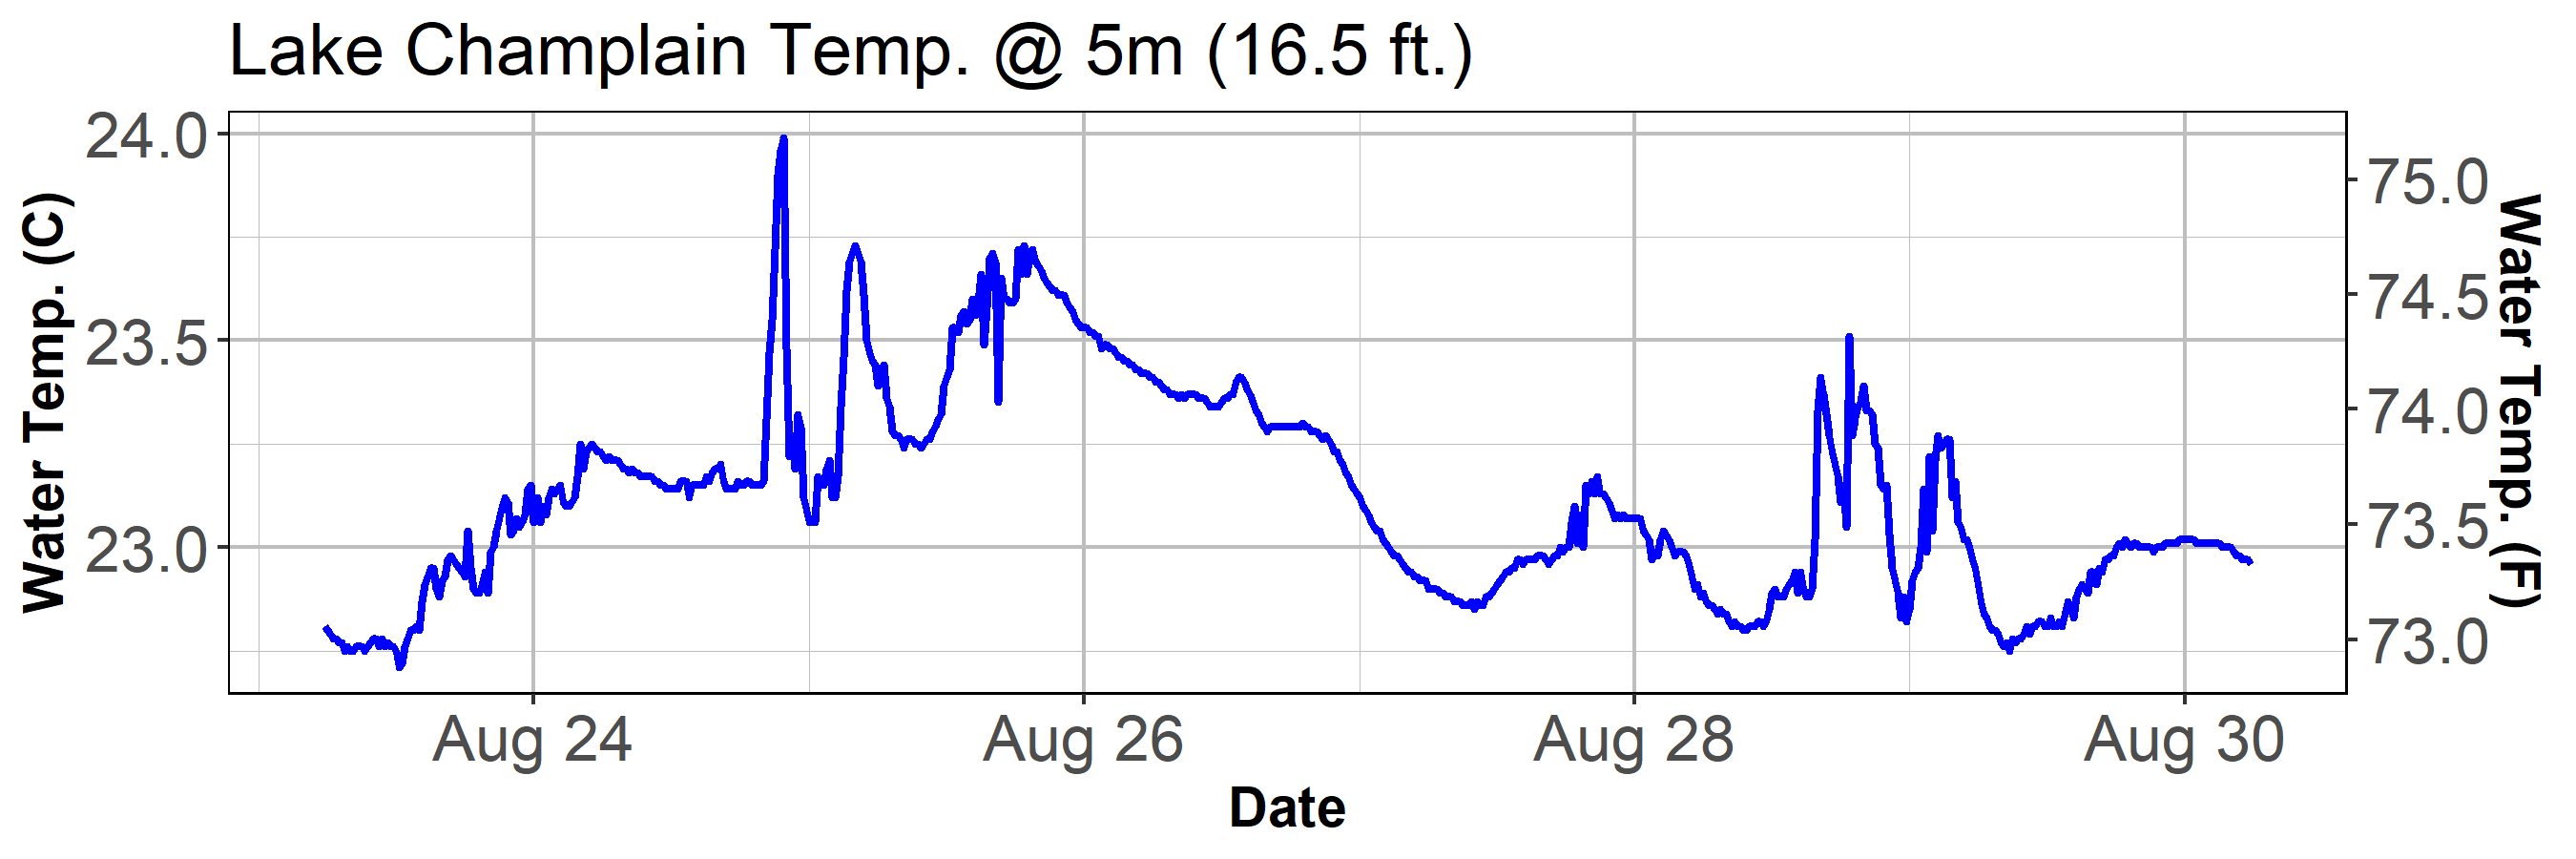 Lake Champlain Temp. @ 5m (16.5 ft.)
Water Temp. (C)
24.0
23.5
23.0
75.0
74.5
74.0
73.5
73.0
Water Temp. (F)
Aug 24
Aug 26
Aug 28
Aug 30
Date